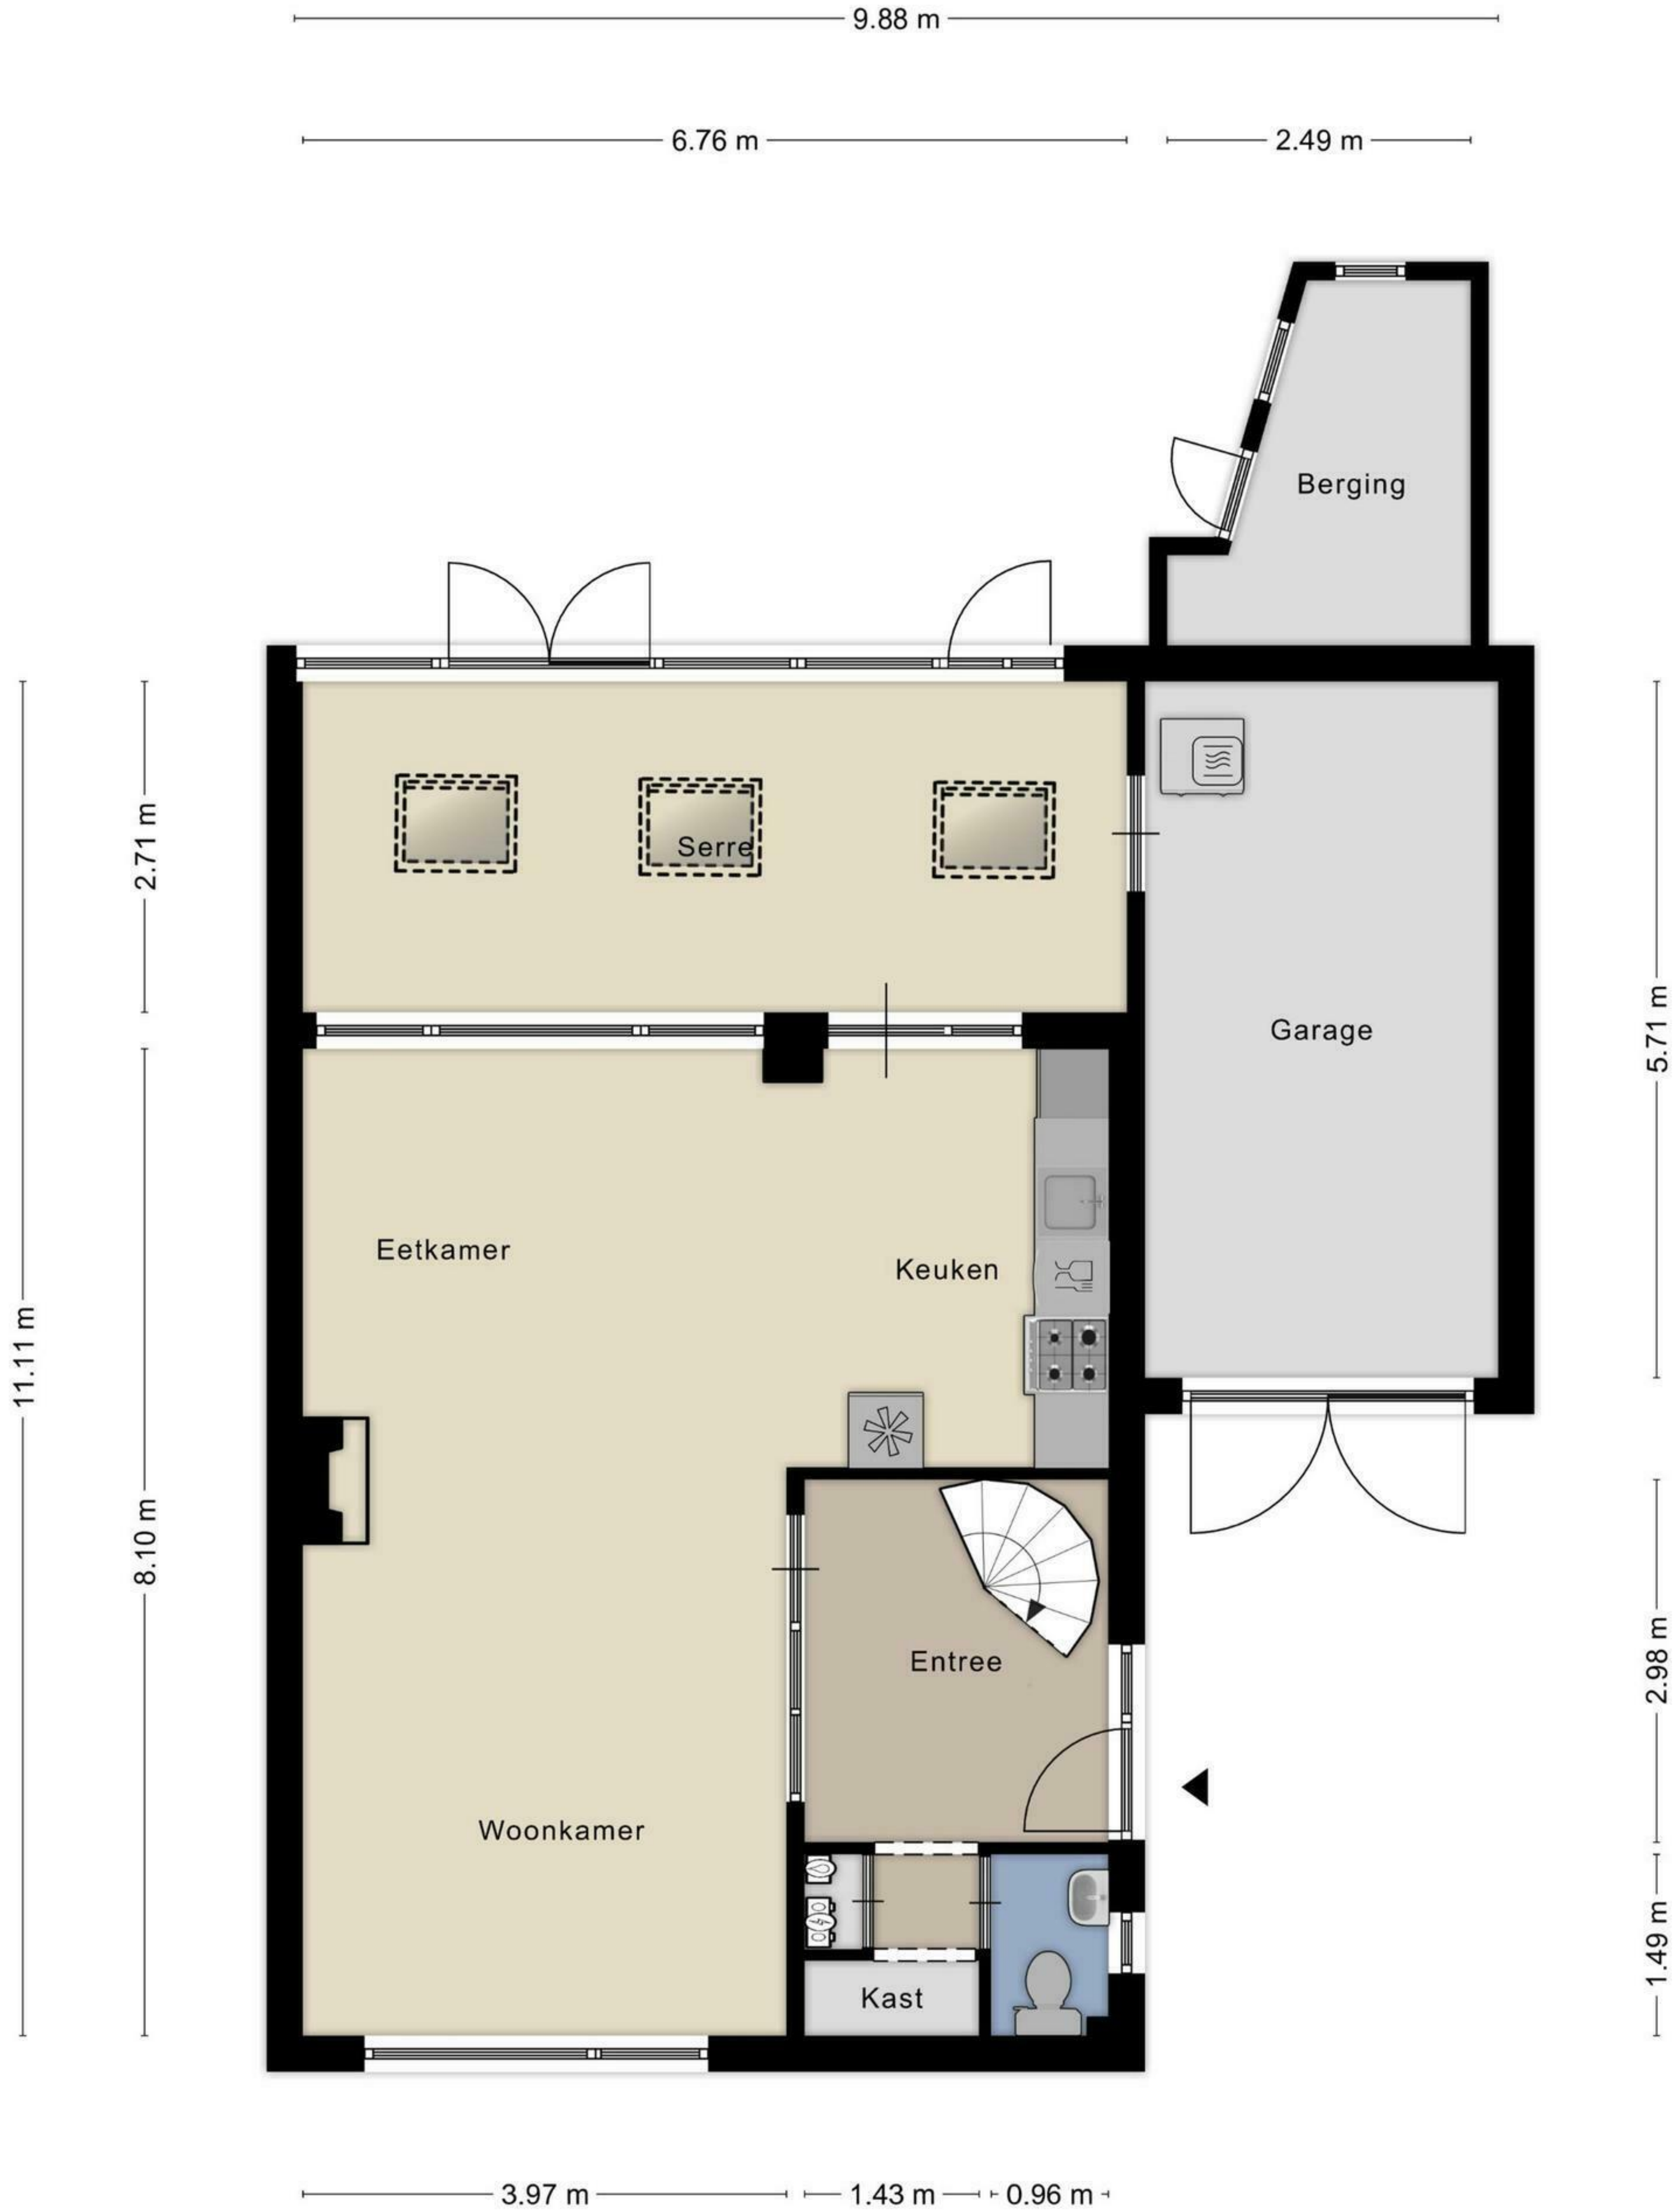 9.88 m
6.76 m
2.49 m
Berging
2.71 m
Serre
Garage
5.71 m
Eetkamer
Keuken
11.11 m
8.10 m
Entree
2.98 m
Woonkamer
1.49 m
Kast
3.97 m
1.43 m
0.96 m